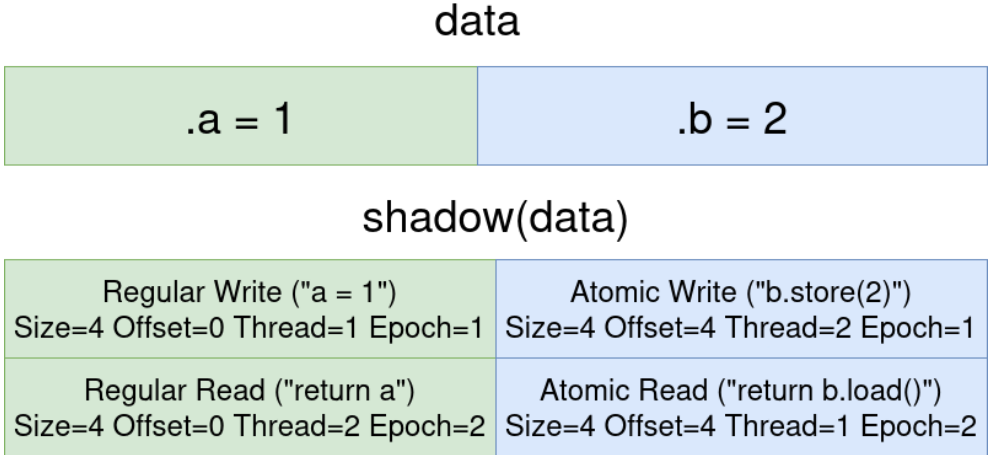 data
.a = 1
.b = 2
shadow(data)
Regular Write ("a = 1")
Size=4 Offset=0 Thread=1 Epoch=1
Atomic Write ("b.store(2)")
Size=4 Offset=4 Thread=2 Epoch=1
Regular Read ("return a")
Size=4 Offset=0 Thread=2 Epoch=2
Atomic Read ("return b.load()")
Size=4 Offset=4 Thread=1 Epoch=2